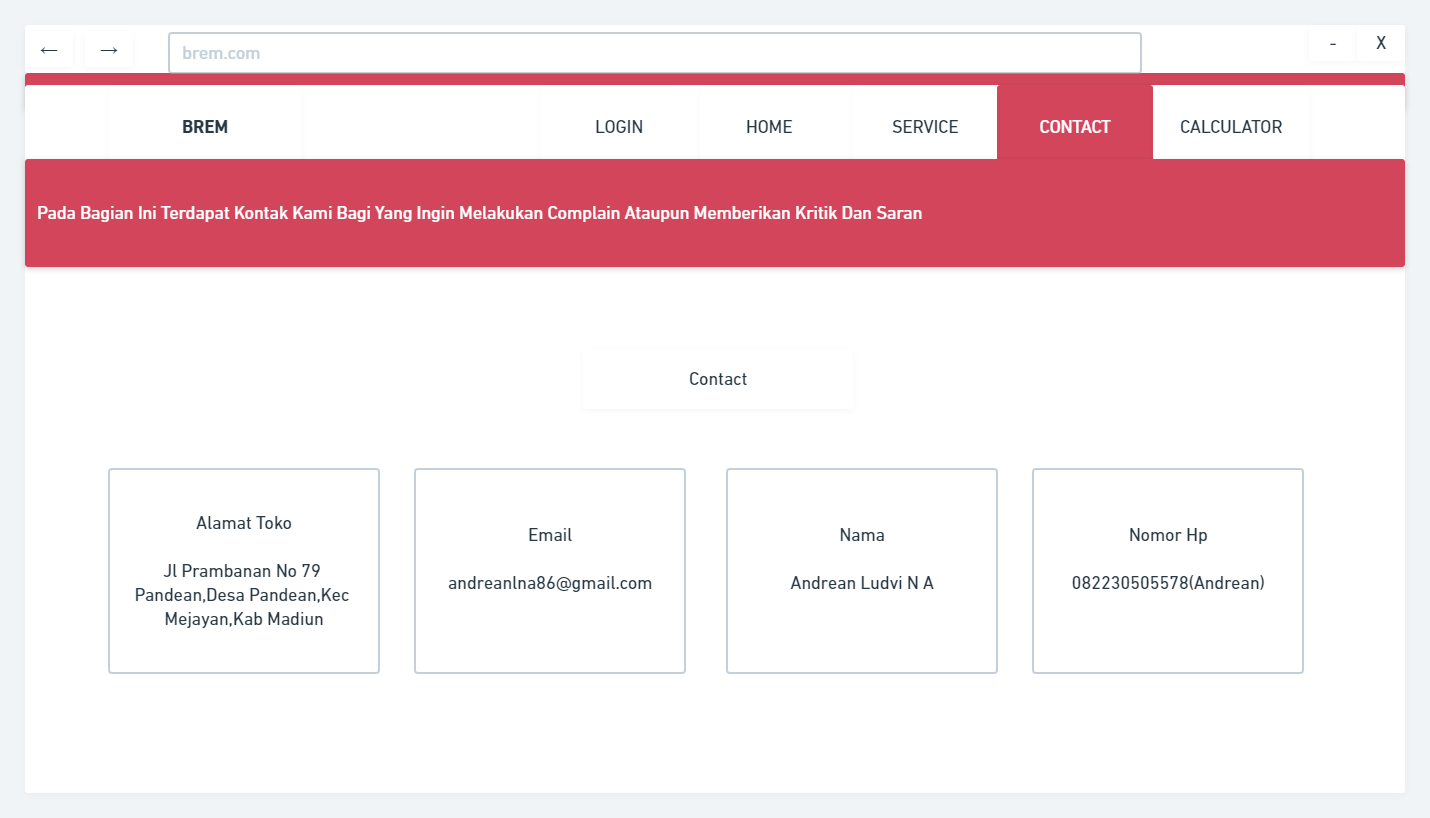 ← → brem.com - X
BREM LOGIN HOME SERVICE CONTACT CALCULATOR
Pada Bagian Ini Terdapat Kontak Kami Bagi Yang Ingin Melakukan Complain Ataupun Memberikan Kritik Dan Saran
Contact
Alamat Toko
Jl Prambanan No 79
Pandean,Desa Pandean,Kec
Mejayan,Kab Madiun
Email
andreanlna86@gmail.com
Nama
Andrean Ludvi N A
Nomor Hp
082230505578(Andrean)